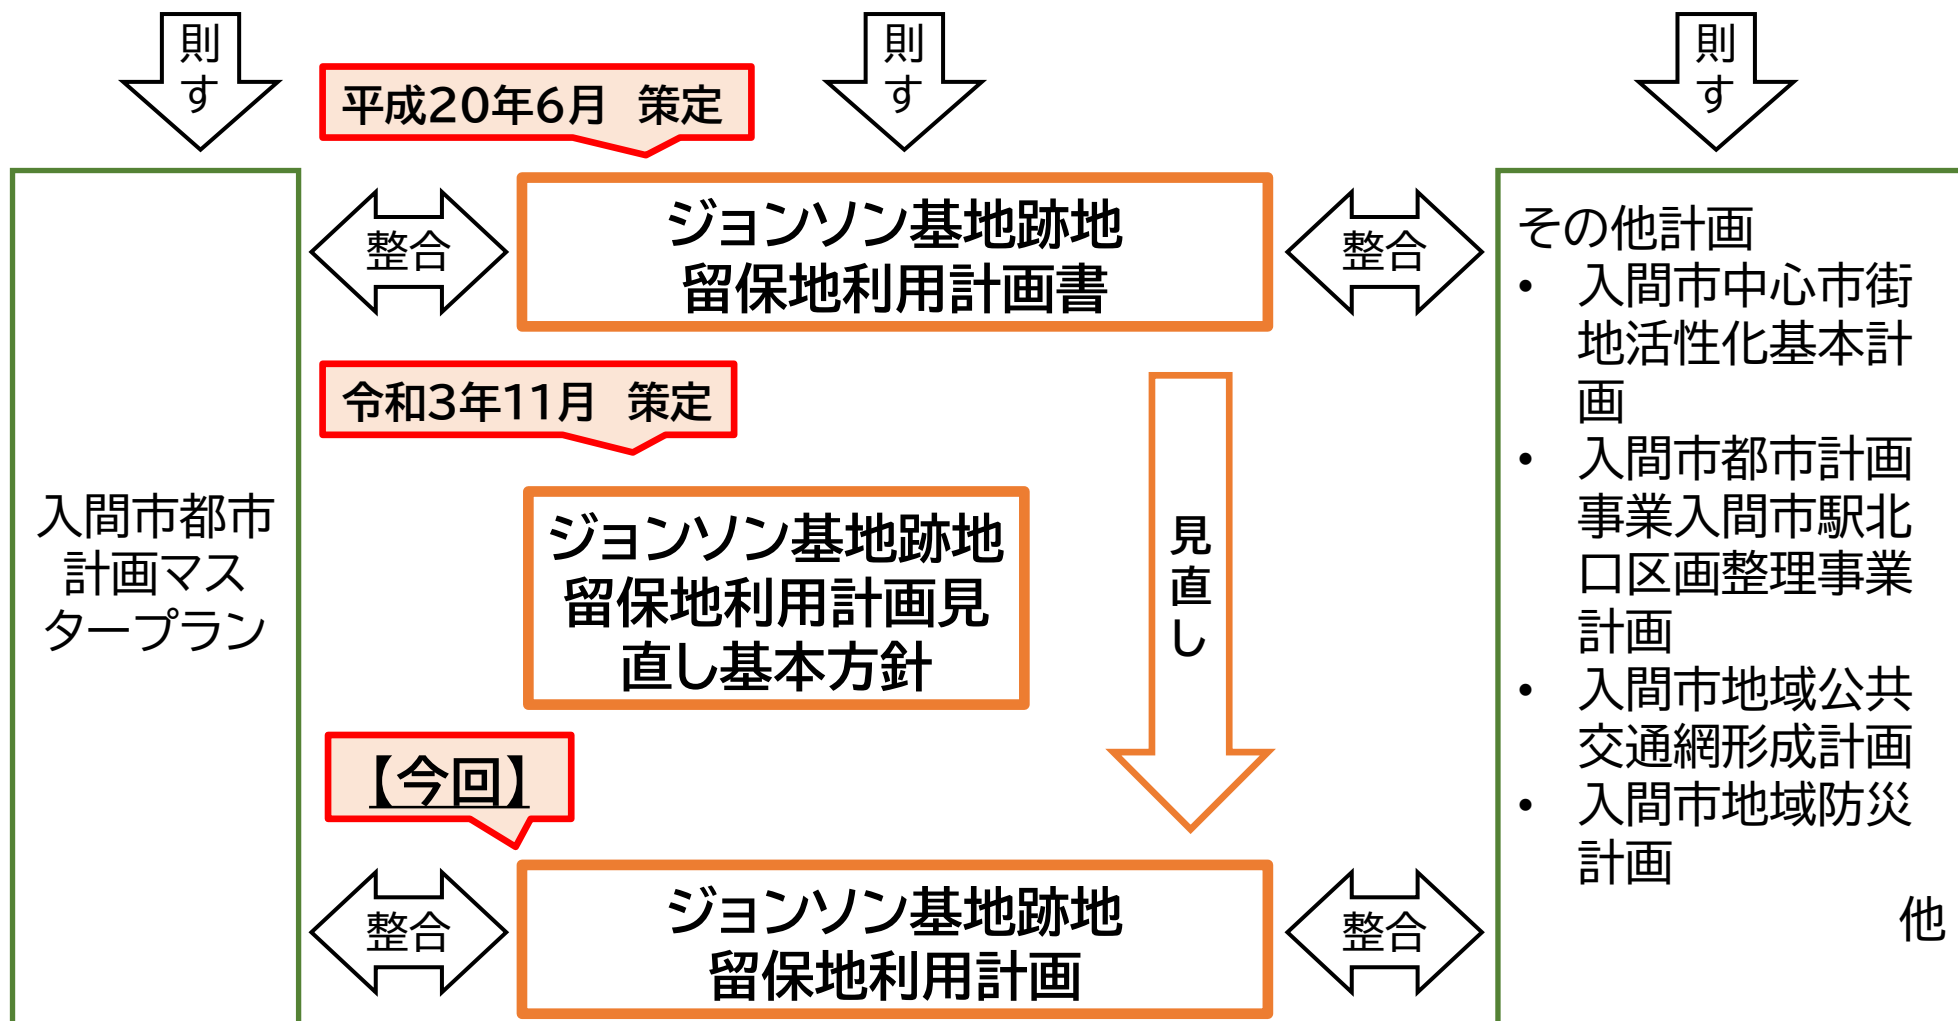 則
す
則
す
則
す
平成20年6月　策定
ジョンソン基地跡地
留保地利用計画書
整合
整合
令和3年11月　策定
ジョンソン基地跡地
留保地利用計画見
直し基本方針
見
直
し
【今回】
整合
ジョンソン基地跡地
留保地利用計画
整合
入間市都市
計画マス
タープラン
その他計画
• 入間市中心市街
地活性化基本計
画
• 入間市都市計画
事業入間市駅北
口区画整理事業
計画
• 入間市地域公共
交通網形成計画
• 入間市地域防災
計画
他